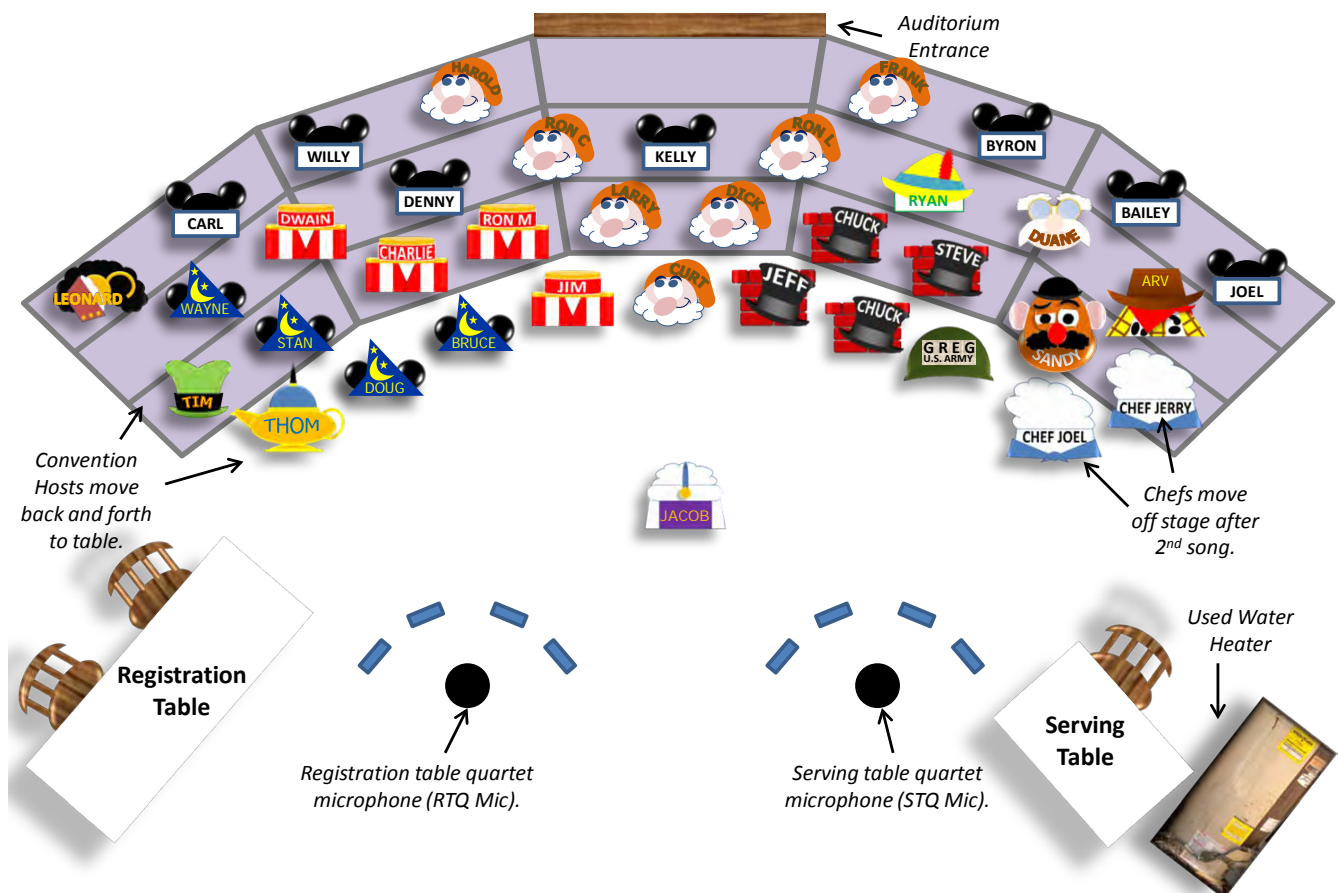 Auditorium
Entrance
HAROLD
FRANK
WILLY
RON C
KELLY
RON L
BYRON
CARL
DENNY
LARRY
DICK
RYAN
BAILEY
DWAIN
RON M
CHUCK
DUANE
CHARLIE
STEVE
LEONARD
WAYNE
JIM
CURT
JEFF
ARV
JOEL
STAN
BRUCE
CHUCK
GREG
U.S. ARMY
SANDY
TIM
DOUG
THOM
CHEF JERRY
CHEF JOEL
Convention
Hosts move
back and forth
to table.
JACOB
Chefs move
off stage after
2nd song.
Used Water
Heater
Registration
Table
Serving
Table
Registration table quartet
microphone (RTQ Mic).
Serving table quartet
microphone (STQ Mic).